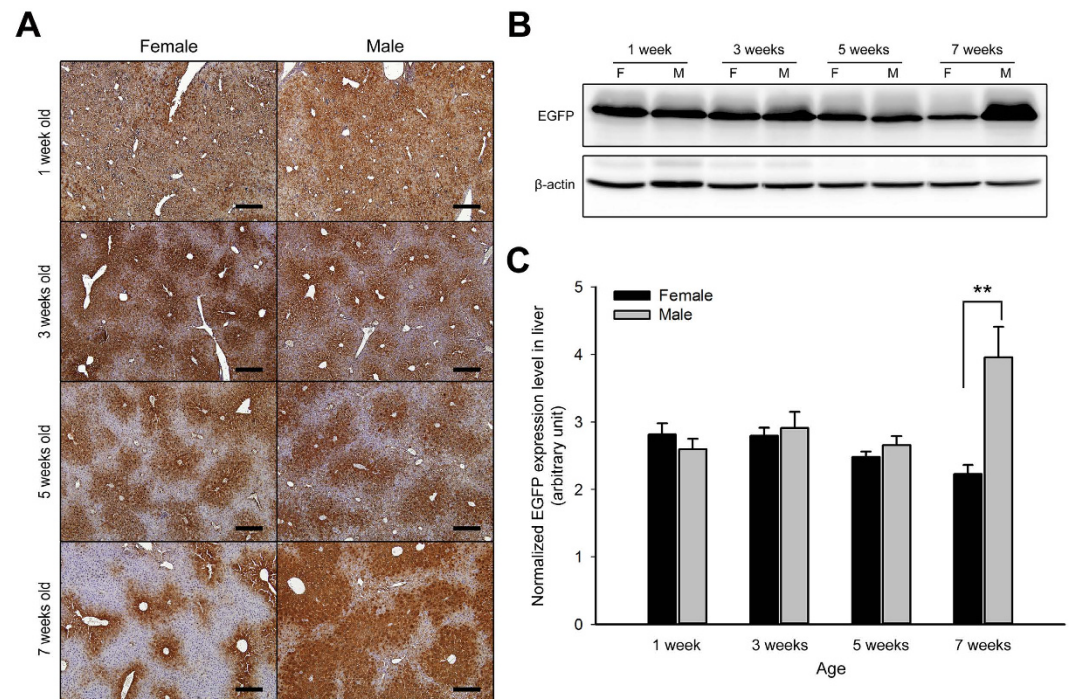 A
Female
Male
1 week old
3 weeks old
5 weeks old
7 weeks old
B
1 week
3 weeks
5 weeks
7 weeks
F
M
F
M
F
M
F
M
EGFP
β-actin
C
Normalized EGFP expression level in liver
(arbitrary unit)
5
4
3
2
1
0
Female
Male
**
1 week
3 weeks
5 weeks
7 weeks
Age